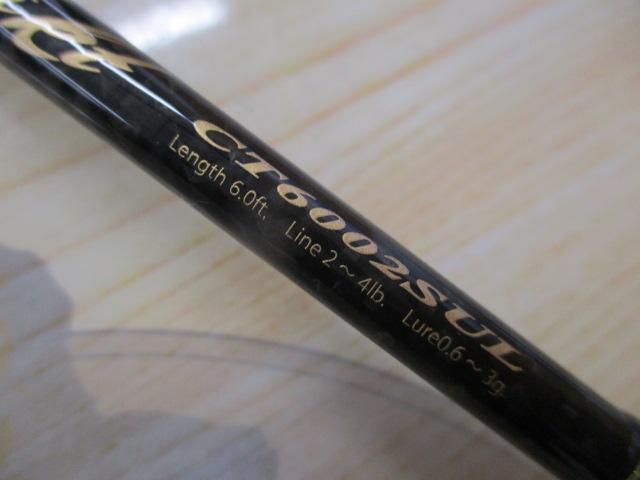 CT6002SUL
Length 6.0ft. Line 2～4lb. Lure0.6～3g